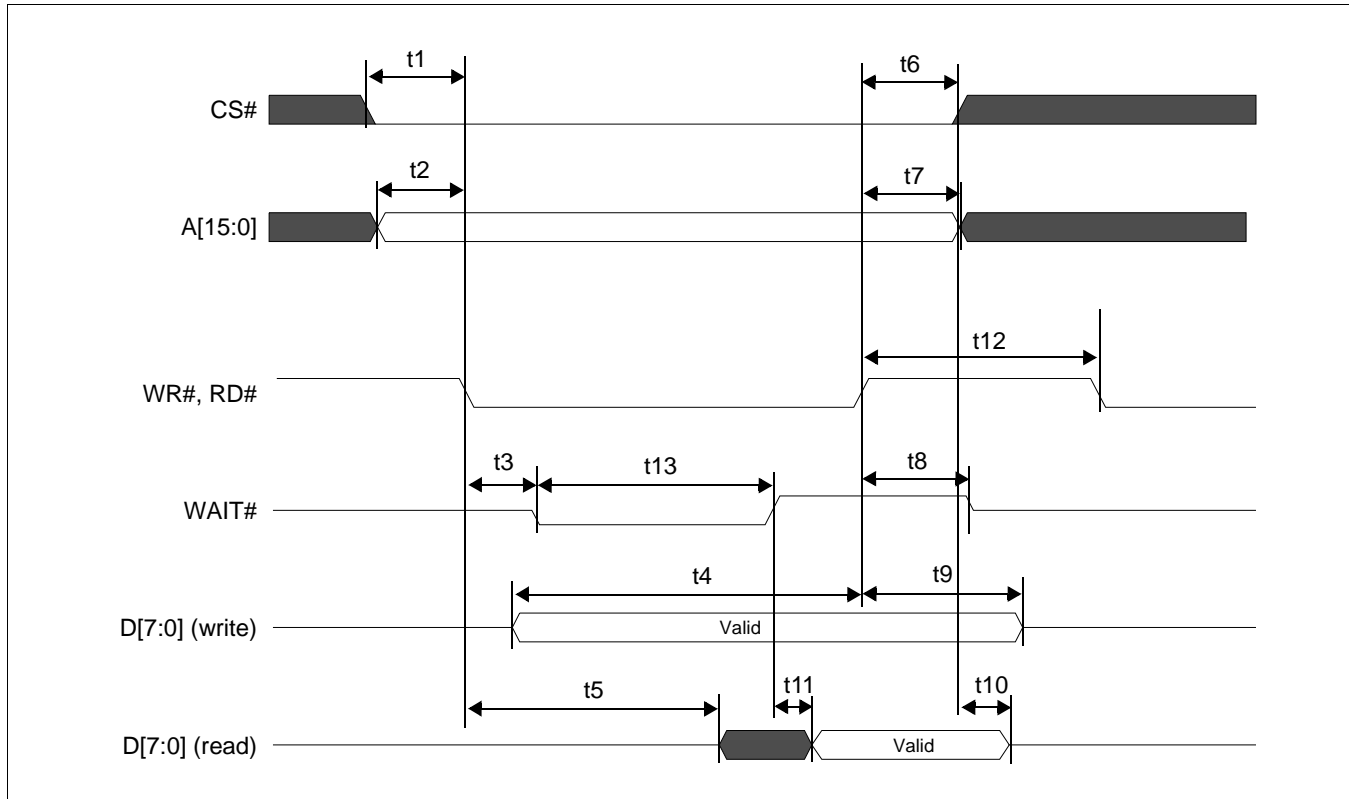 t1
t6
CS#
t2
t7
A[15:0]
t12
WR#, RD#
t3
t13
t8
WAIT#
t4
t9
D[7:0] (write)
Valid
t5
t11
t10
D[7:0] (read)
Valid